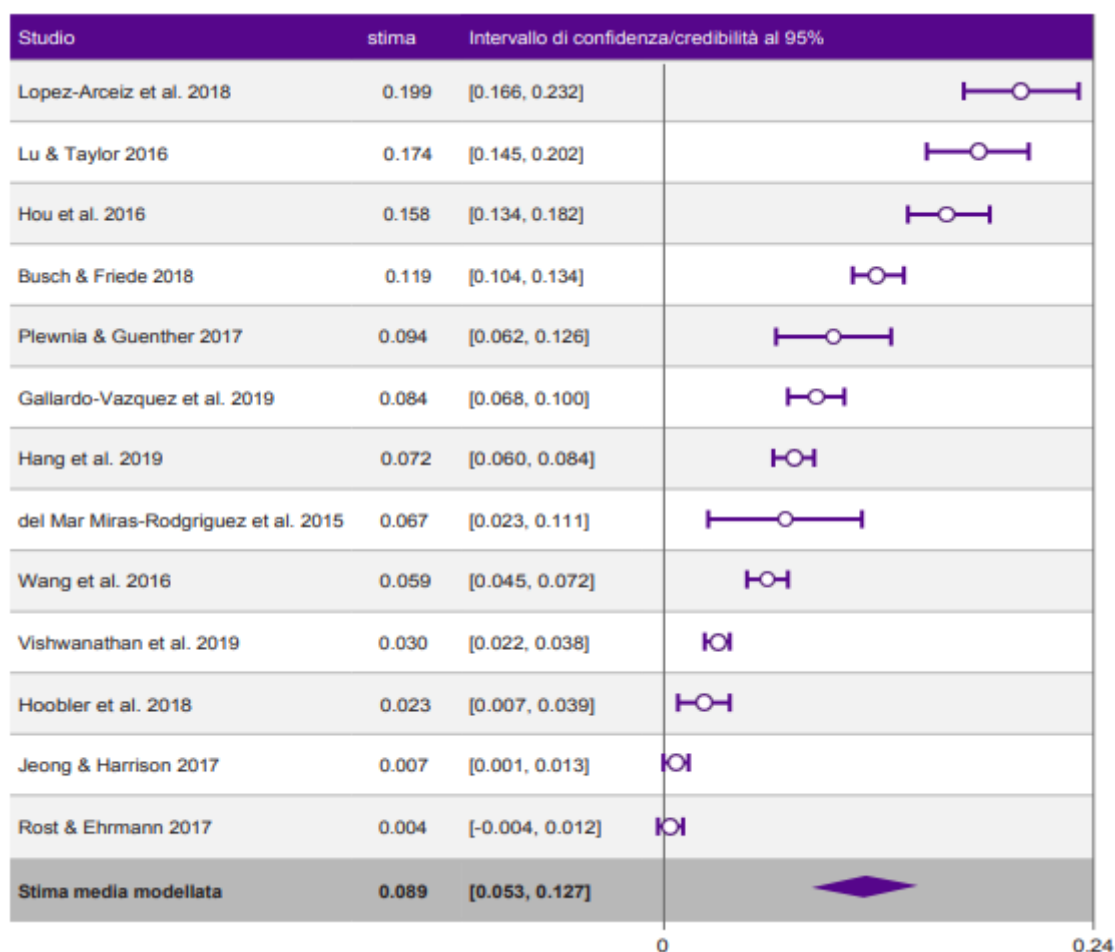 Studio stima Intervallo di confidenza/credibilità al 95%
Lopez-Arceiz et al. 2018 0.199 [0.166, 0.232]
Lu & Taylor 2016 0.174 [0.145, 0.202]
Hou et al. 2016 0.158 [0.134, 0.182]
Busch & Friede 2018 0.119 [0.104, 0.134]
Plewnia & Guenther 2017 0.094 [0.062, 0.126]
Gallardo-Vazquez et al. 2019 0.084 [0.068, 0.100]
Hang et al. 2019 0.072 [0.060, 0.084]
del Mar Miras-Rodgriguez et al. 2015 0.067 [0.023, 0.111]
Wang et al. 2016 0.059 [0.045, 0.072]
Vishwanathan et al. 2019 0.030 [0.022, 0.038]
Hoobler et al. 2018 0.023 [0.007, 0.039]
Jeong & Harrison 2017 0.007 [0.001, 0.013]
Rost & Ehrmann 2017 0.004 [-0.004, 0.012]
Stima media modellata 0.089 [0.053, 0.127]
0 0.24